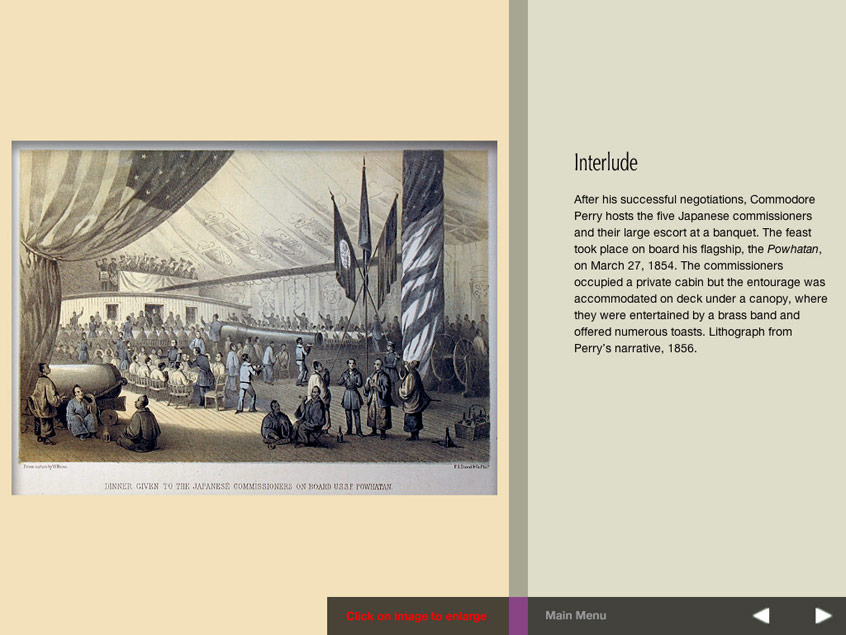 From nature by W. Heine.
DINNER GIVEN TO THE JAPANESE COMMISSIONERS ON BOARD U.S.S.F. POWHATAN.
Interlude
After his successful negotiations, Commodore
Perry hosts the five Japanese commissioners
and their large escort at a banquet. The feast
took place on board his flagship, the Powhatan,
on March 27, 1854. The commissioners
occupied a private cabin but the entourage was
accommodated on deck under a canopy, where
they were entertained by a brass band and
offered numerous toasts. Lithograph from
Perry's narrative, 1856.
Click on image to enlarge
Main Menu